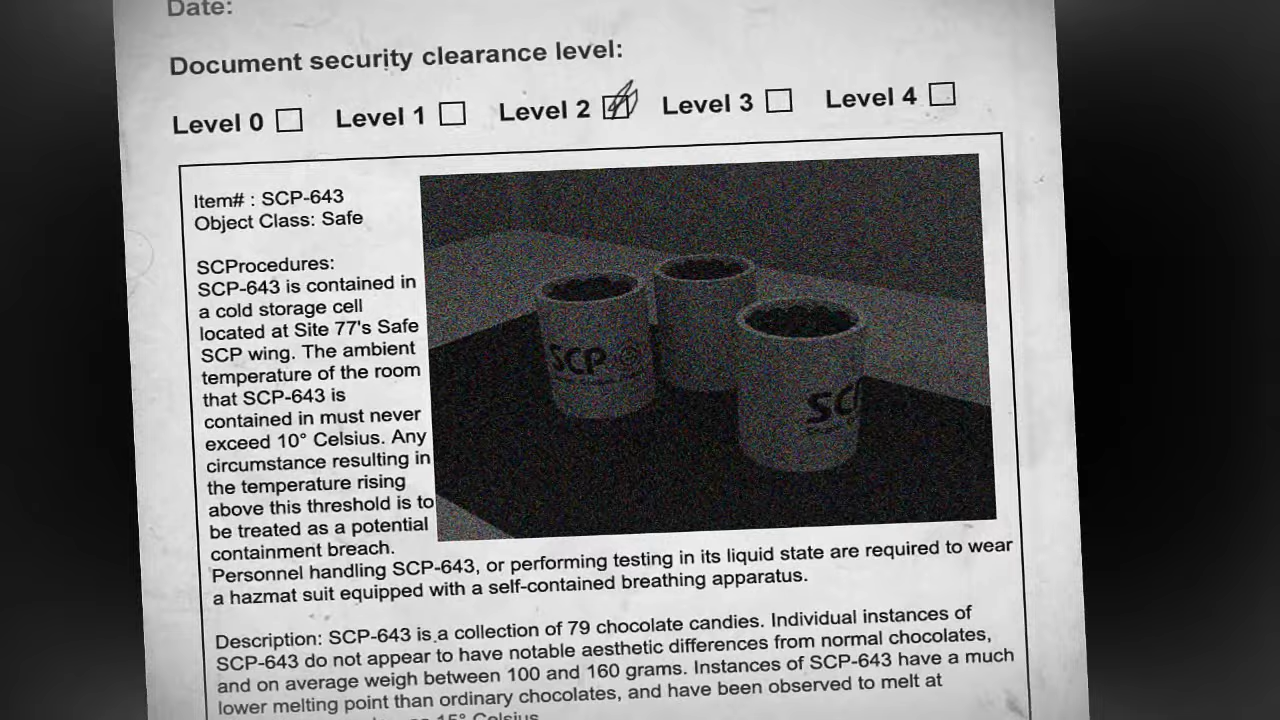 Date:
Document security clearance level:
Level 0 Level 1 Level 2 Level 3 Level 4
Item# : SCP-643
Object Class: Safe
SCProcedures:
SCP-643 is contained in
a cold storage cell
located at Site 77's Safe
SCP wing. The ambient
temperature of the room
that SCP-643 is
contained in must never
exceed 10° Celsius. Any
circumstance resulting in
the temperature rising
above this threshold is to
be treated as a potential
containment breach.
Personnel handling SCP-643, or performing testing in its liquid state are required to wear
a hazmat suit equipped with a self-contained breathing apparatus.
SCP
SC
Description: SCP-643 is a collection of 79 chocolate candies. Individual instances of
SCP-643 do not appear to have notable aesthetic differences from normal chocolates,
and on average weigh between 100 and 160 grams. Instances of SCP-643 have a much
lower melting point than ordinary chocolates, and have been observed to melt at
15° Celsius